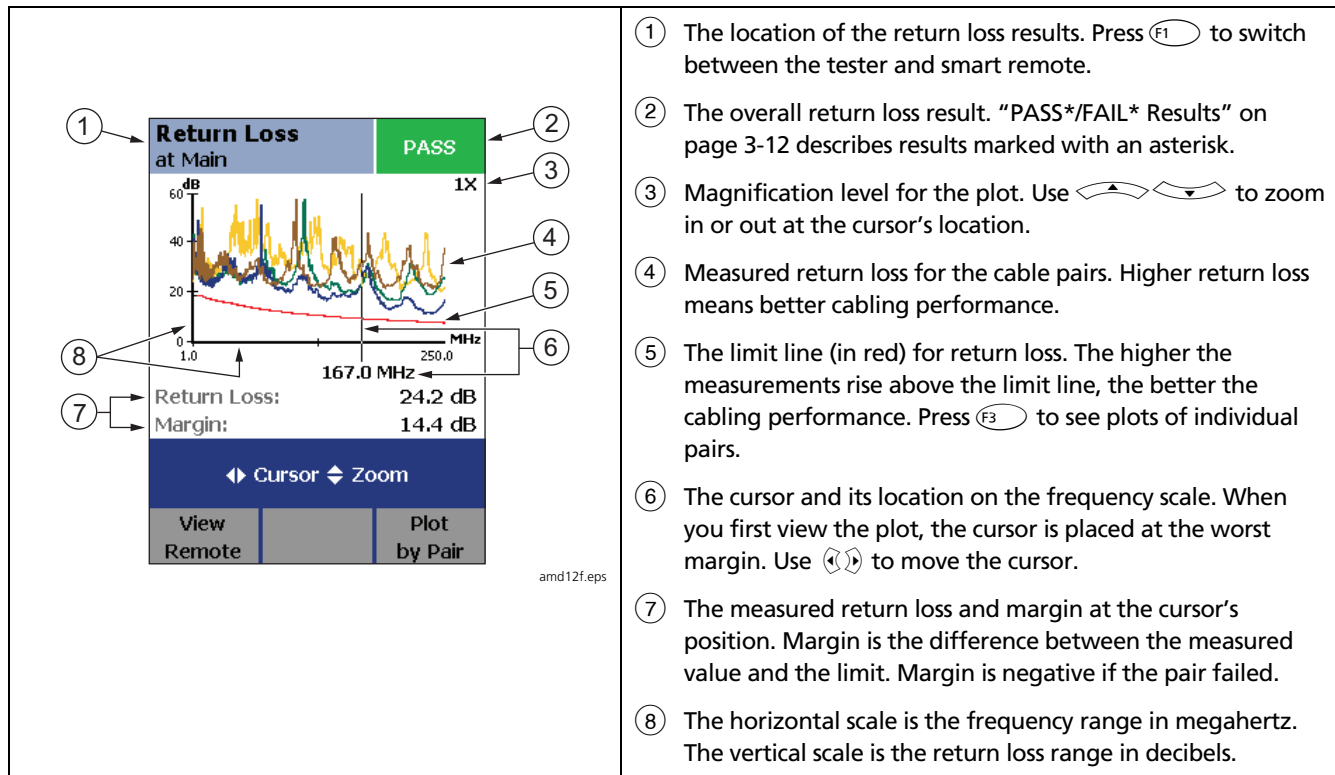 1
Return Loss
at Main
PASS
2
dB
60
1X
3
40
4
20
5
0
MHz
6
1.0
250.0
8
167.0 MHz
Return Loss:
24.2 dB
7
Margin:
14.4 dB
Cursor Zoom
View
Remote
Plot
by Pair
amd12f.eps
1 The location of the return loss results. Press F1 to switch
between the tester and smart remote.
2 The overall return loss result. “PASS*/FAIL* Results” on
page 3-12 describes results marked with an asterisk.
3 Magnification level for the plot. Use to zoom
in or out at the cursor’s location.
4 Measured return loss for the cable pairs. Higher return loss
means better cabling performance.
5 The limit line (in red) for return loss. The higher the
measurements rise above the limit line, the better the
cabling performance. Press F3 to see plots of individual
pairs.
6 The cursor and its location on the frequency scale. When
you first view the plot, the cursor is placed at the worst
margin. Use to move the cursor.
7 The measured return loss and margin at the cursor’s
position. Margin is the difference between the measured
value and the limit. Margin is negative if the pair failed.
8 The horizontal scale is the frequency range in megahertz.
The vertical scale is the return loss range in decibels.